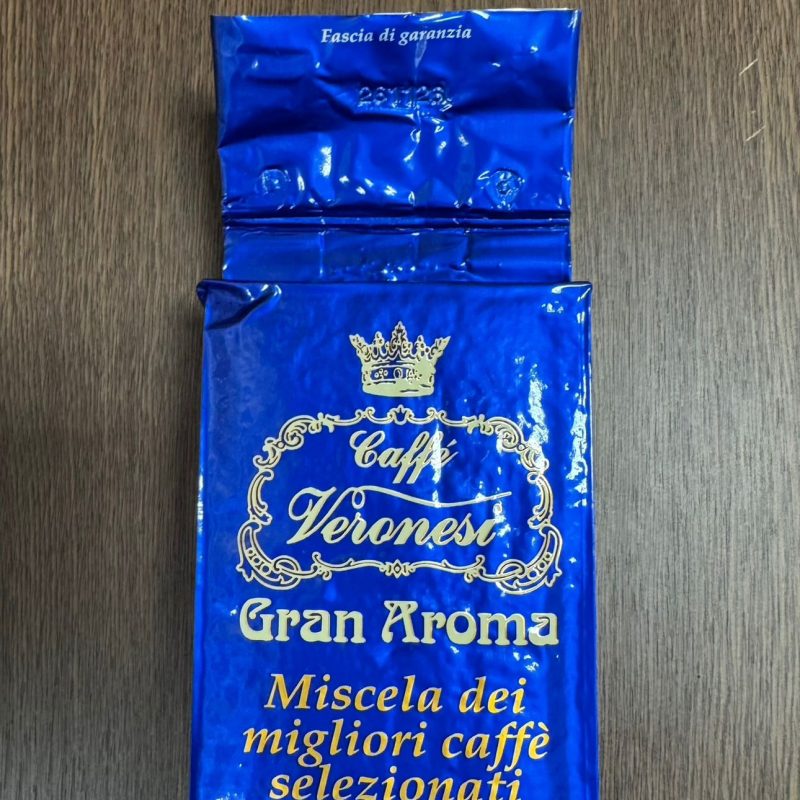 Fascia di garanzia
Caffé
Veronesi
Gran Aroma
Miscela dei
migliori caffè
selezionati